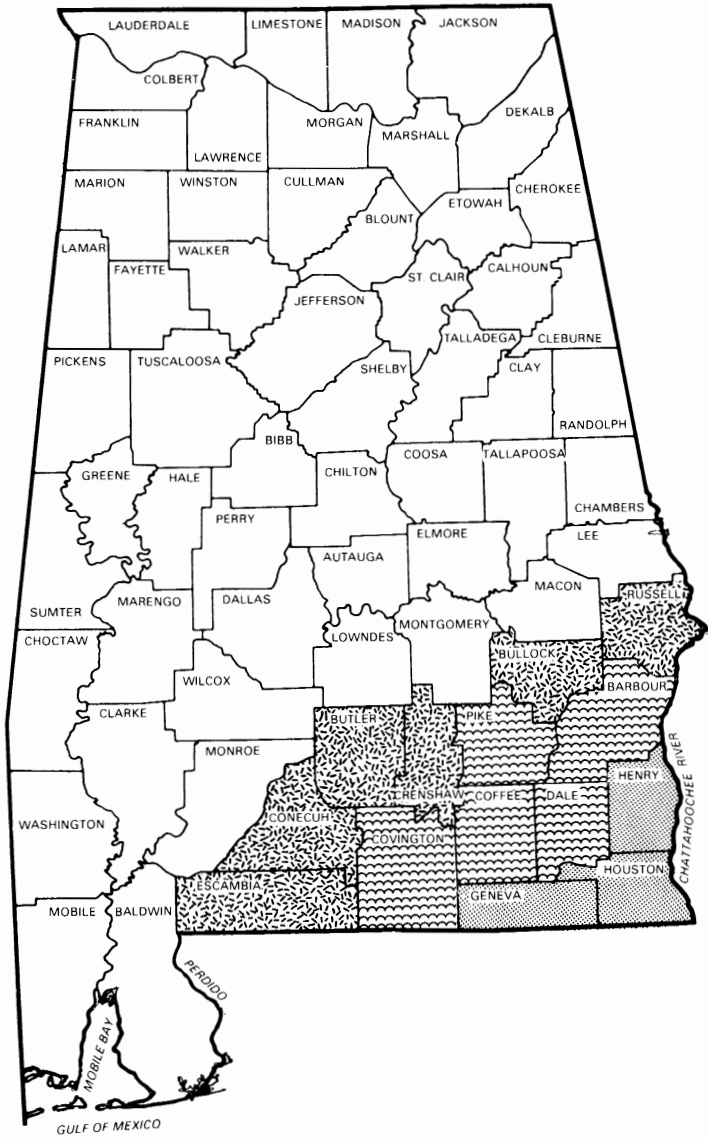 LAUDERDALE
LIMESTONE
MADISON
JACKSON
COLBERT
FRANKLIN
LAWRENCE
MORGAN
MARSHALL
DEKALB
MARION
WINSTON
CULLMAN
BLOUNT
ETOWAH
CHEROKEE
LAMAR
FAYETTE
WALKER
JEFFERSON
ST. CLAIR
CALHOUN
PICKENS
TUSCALOOSA
SHELBY
TALLADEGA
CLAY
CLEBURNE
RANDOLPH
GREENE
HALE
BIBB
CHILTON
COOSA
TALLAPOOSA
CHAMBERS
PERRY
AUTAUGA
ELMORE
LEE
SUMTER
MARENGO
DALLAS
MACON
RUSSELL
CHOCTAW
LOWNDES
MONTGOMERY
BULLOCK
WILCOX
CLARKE
BUTLER
PIKE
BARBOUR
MONROE
CRENSHAW
COFFEE
DALE
HENRY
CHATTAHOOCHEE RIVER
WASHINGTON
CONECUH
COVINGTON
ESCAMBIA
GENEVA
HOUSTON
MOBILE
BALDWIN
PERDIDO
MOBILE BAY
GULF OF MEXICO